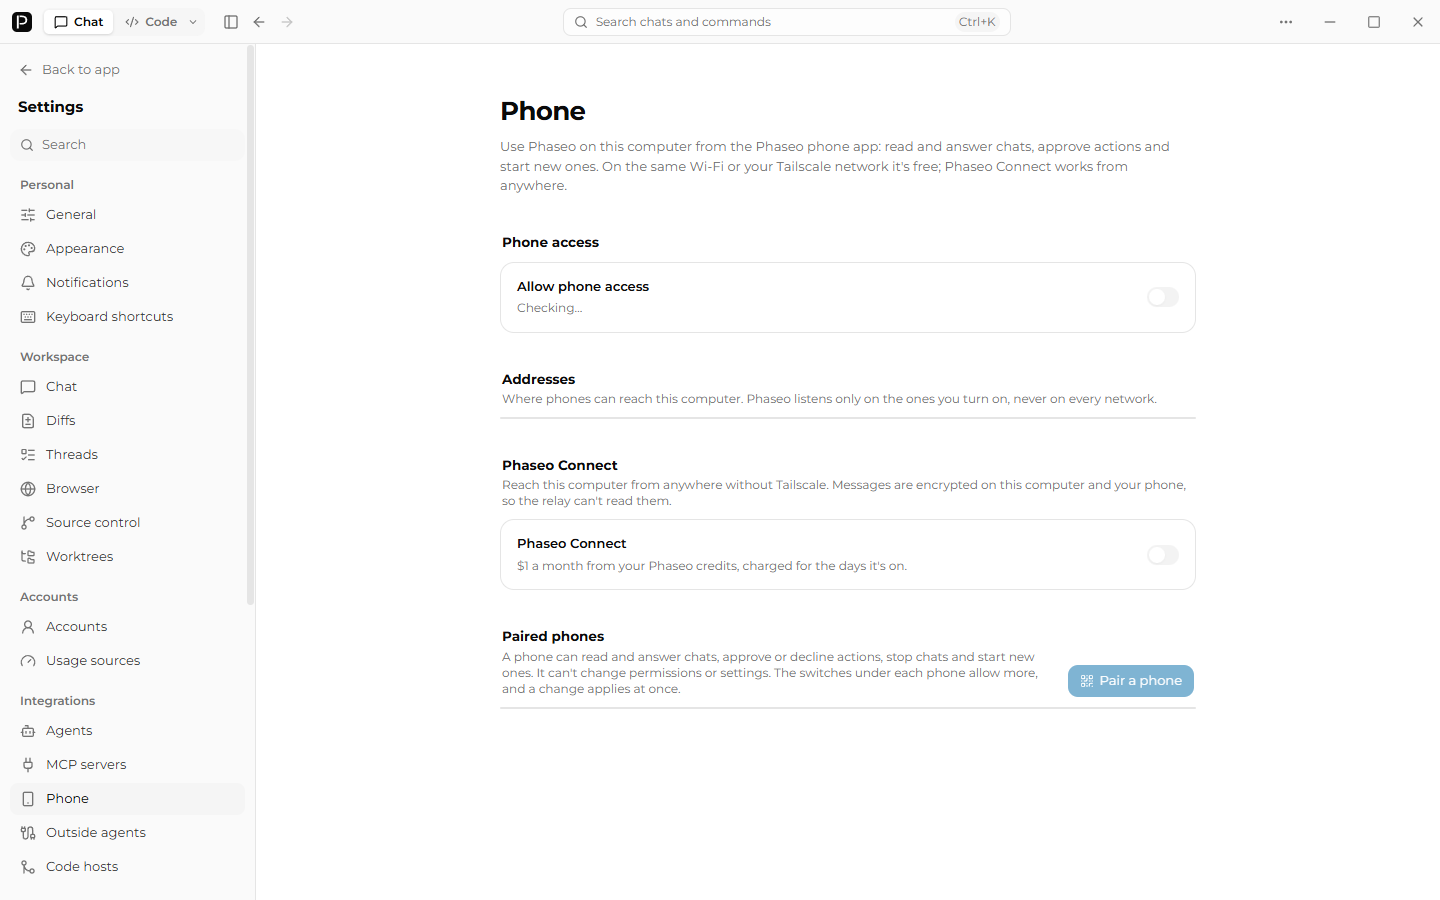 P
Chat
Code
Search chats and commands
Ctrl+K
Back to app
Settings
Search
Personal
General
Appearance
Notifications
Keyboard shortcuts
Workspace
Chat
Diffs
Threads
Browser
Source control
Worktrees
Accounts
Accounts
Usage sources
Integrations
Agents
MCP servers
Phone
Outside agents
Code hosts
Phone
Use Phaseo on this computer from the Phaseo phone app: read and answer chats, approve actions and
start new ones. On the same Wi-Fi or your Tailscale network it's free; Phaseo Connect works from
anywhere.
Phone access
Allow phone access
Checking...
Addresses
Where phones can reach this computer. Phaseo listens only on the ones you turn on, never on every network.
Phaseo Connect
Reach this computer from anywhere without Tailscale. Messages are encrypted on this computer and your phone,
so the relay can't read them.
Phaseo Connect
$1 a month from your Phaseo credits, charged for the days it's on.
Paired phones
A phone can read and answer chats, approve or decline actions, stop chats and start new
ones. It can't change permissions or settings. The switches under each phone allow more,
and a change applies at once.
Pair a phone